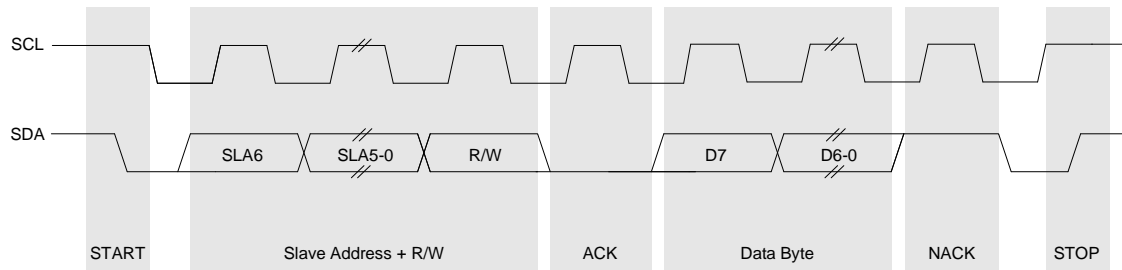 SCL
SDA
SLA6
SLA5-0
R/W
D7
D6-0
START
Slave Address + R/W
ACK
Data Byte
NACK
STOP